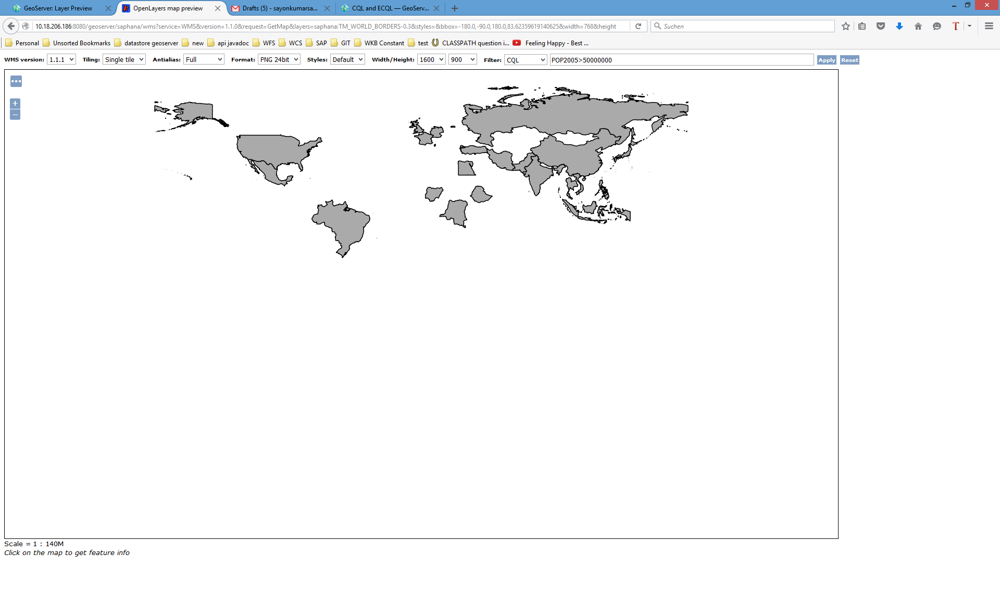 GeoServer: Layer Preview
OpenLayers map preview
Drafts (5) - sayonkumarsa...
CQL and ECQL — GeoServ...
10.18.206.186:8080/geoserver/saphana/wms?service=WMS&version=1.1.0&request=GetMap&layers=saphana:TM_WORLD_BORDERS-0.3&styles=&bbox=-180.0,-90.0,180.0,83.62359619140625&width=768&height
Suchen
Personal Unsorted Bookmarks datastore geoserver new api javadoc WFS WCS SAP GIT WKB Constant test CLASSPATH question i... Feeling Happy - Best ...
WMS version: 1.1.1 Tiling: Single tile Antialias: Full Format: PNG 24bit Styles: Default Width/Height: 1600 900 Filter: CQL POP2005>50000000 Apply Reset
Scale = 1 : 140M
Click on the map to get feature info